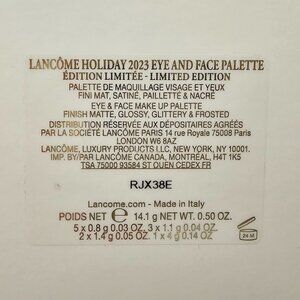 LANCÔME HOLIDAY 2023 EYE AND FACE PALETTE
ÉDITION LIMITÉE - LIMITED EDITION
PALETTE DE MAQUILLAGE VISAGE ET YEUX
FINI MAT, SATINÉ, PAILLETÉ & NACRÉ
EYE & FACE MAKE UP PALETTE
FINISH MATTE, GLOSSY, GLITTERY & FROSTED
DISTRIBUTION RÉSERVÉE AUX DÉPOSITAIRES AGRÉÉS
PAR LA SOCIÉTÉ LANCÔME PARIS 14 rue Royale 75008 Paris
LONDON W6 8AZ
LANCÔME, LUXURY PRODUCTS LLC, NEW YORK, NY 10001.
IMP. BY/PAR LANCÔME CANADA, MONTRÉAL, H4T 1K5
TSA 75000 93584 ST OUEN CEDEX FR
RJX38E
Lancome.com - Made in Italy
POIDS NET ℮ 14.1 g NET WT. 0.50 OZ.
5 x 0.8 g 0.03 OZ, 3 x 1.1 g 0.04 OZ
2 x 1.4 g 0.05 OZ, 1 x 4 g 0.14 OZ
24 M